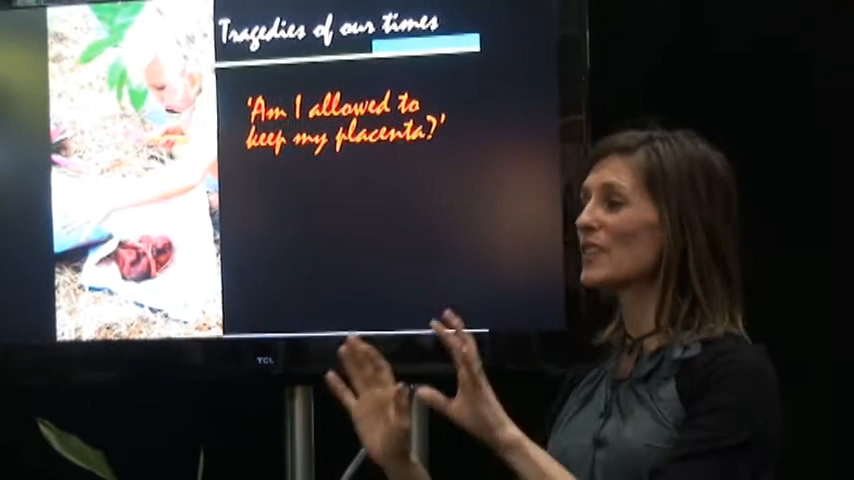 Tragedies of our times
'Am I allowed to
keep my placenta?'
TCL